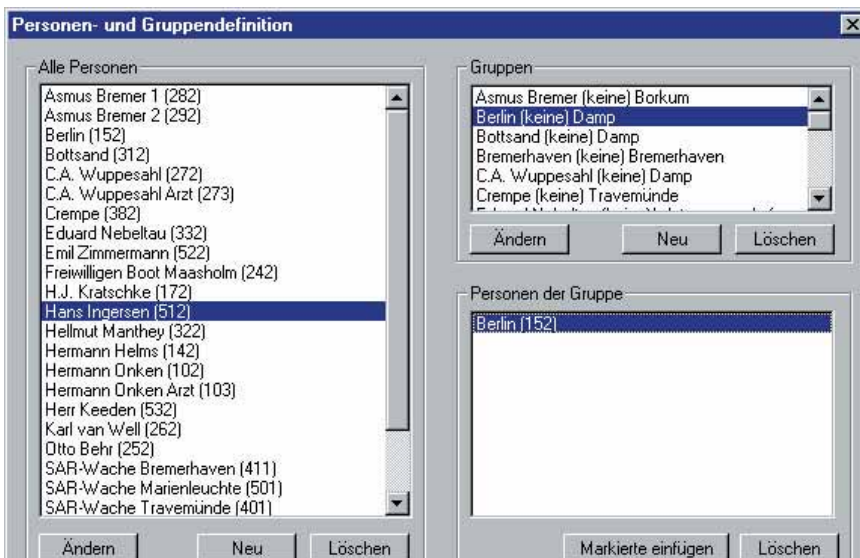 Personen- und Gruppendefinition
Alle Personen
Asmus Bremer 1 (282)
Asmus Bremer 2 (292)
Berlin (152)
Bottsand (312)
C.A. Wuppesahl (272)
C.A. Wuppesahl Arzt (273)
Crempe (382)
Eduard Nebeltau (332)
Emil Zimmermann (522)
Freiwilligen Boot Maasholm (242)
H.J. Kratschke (172)
Hans Ingersen (512)
Hellmut Manthey (322)
Hermann Helms (142)
Hermann Onken (102)
Hermann Onken Arzt (103)
Herr Keeden (532)
Karl van Well (262)
Otto Behr (252)
SAR-Wache Bremerhaven (411)
SAR-Wache Marienleuchte (501)
SAR-Wache Travemünde (401)
Ändern Neu Löschen
Gruppen
Asmus Bremer (keine) Borkum
Berlin (keine) Damp
Bottsand (keine) Damp
Bremerhaven (keine) Bremerhaven
C.A. Wuppesahl (keine) Damp
Crempe (keine) Travemünde
Ändern Neu Löschen
Personen der Gruppe
Berlin (152)
Markierte einfügen Löschen